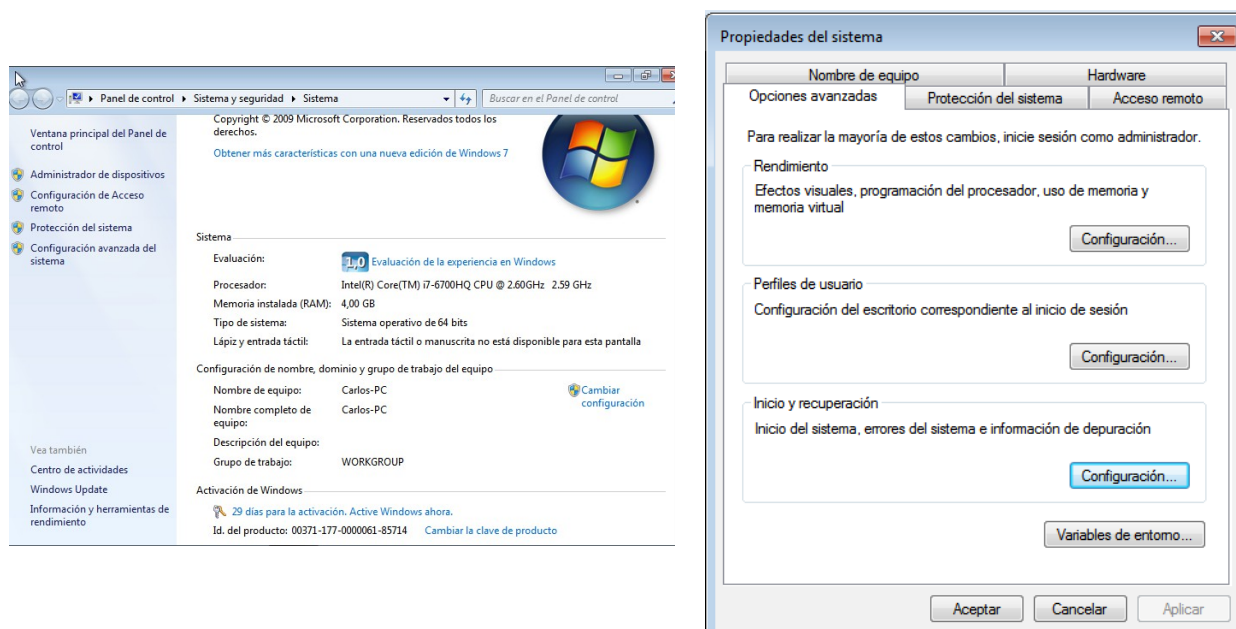 Panel de control ▸ Sistema y seguridad ▸ Sistema
Buscar en el Panel de control
Ventana principal del Panel de
control
Administrador de dispositivos
Configuración de Acceso
remoto
Protección del sistema
Configuración avanzada del
sistema
Vea también
Centro de actividades
Windows Update
Información y herramientas de
rendimiento
Copyright © 2009 Microsoft Corporation. Reservados todos los
derechos.
Obtener más características con una nueva edición de Windows 7
Sistema
Evaluación: 1,0 Evaluación de la experiencia en Windows
Procesador: Intel(R) Core(TM) i7-6700HQ CPU @ 2.60GHz 2.59 GHz
Memoria instalada (RAM): 4,00 GB
Tipo de sistema: Sistema operativo de 64 bits
Lápiz y entrada táctil: La entrada táctil o manuscrita no está disponible para esta pantalla
Configuración de nombre, dominio y grupo de trabajo del equipo
Nombre de equipo: Carlos-PC
Cambiar
configuración
Nombre completo de
equipo:
Carlos-PC
Descripción del equipo:
Grupo de trabajo: WORKGROUP
Activación de Windows
29 días para la activación. Active Windows ahora.
Id. del producto: 00371-177-0000061-85714 Cambiar la clave de producto
Propiedades del sistema
Nombre de equipo Hardware
Opciones avanzadas Protección del sistema Acceso remoto
Para realizar la mayoría de estos cambios, inicie sesión como administrador.
Rendimiento
Efectos visuales, programación del procesador, uso de memoria y
memoria virtual
Configuración...
Perfiles de usuario
Configuración del escritorio correspondiente al inicio de sesión
Configuración...
Inicio y recuperación
Inicio del sistema, errores del sistema e información de depuración
Configuración...
Variables de entorno...
Aceptar Cancelar Aplicar